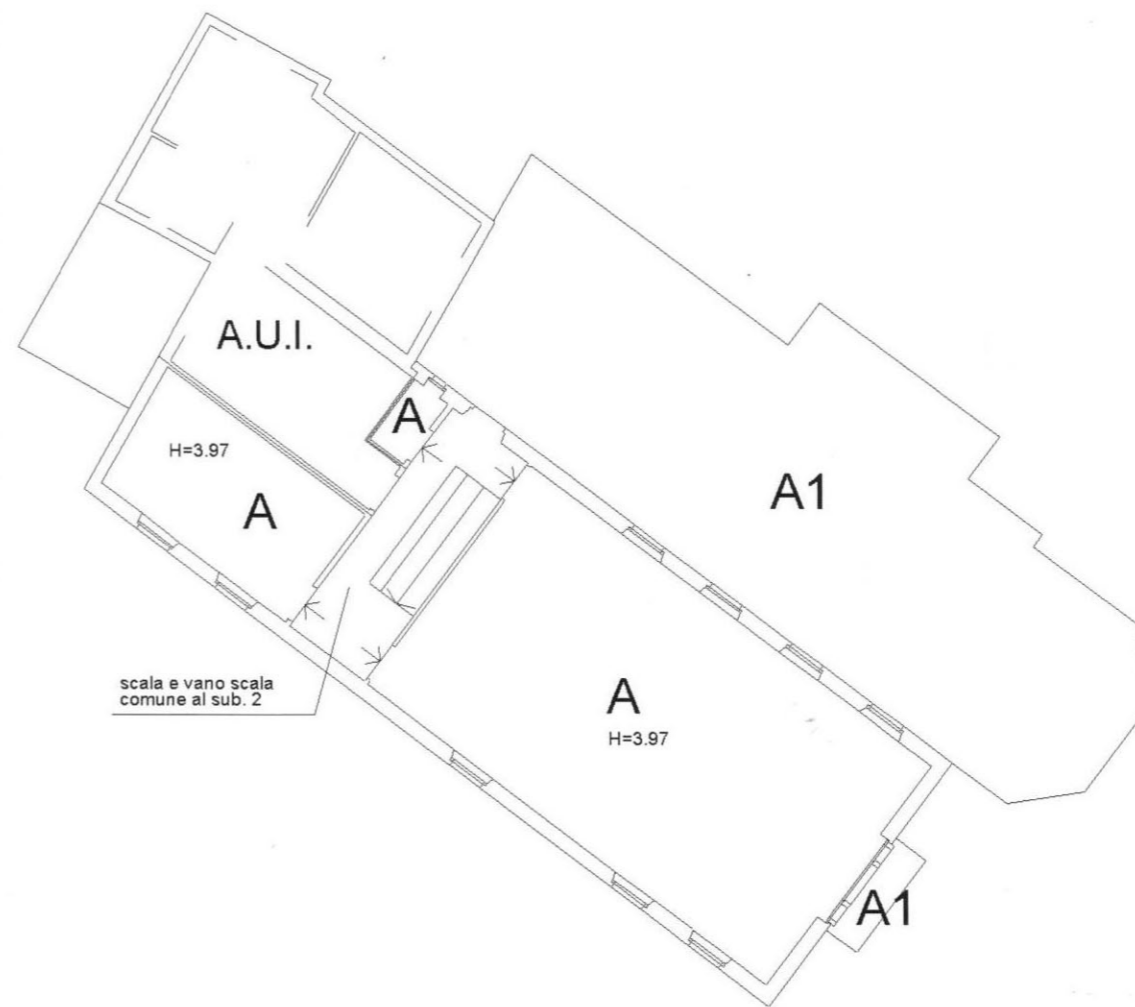 A.U.I.
A
H=3.97
A
A1
scala e vano scala
comune al sub. 2
A
H=3.97
A1